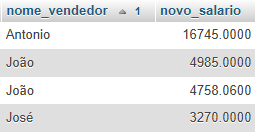 nome_vendedor 1 novo_salario
Antonio 16745.0000
João 4985.0000
João 4758.0600
José 3270.0000